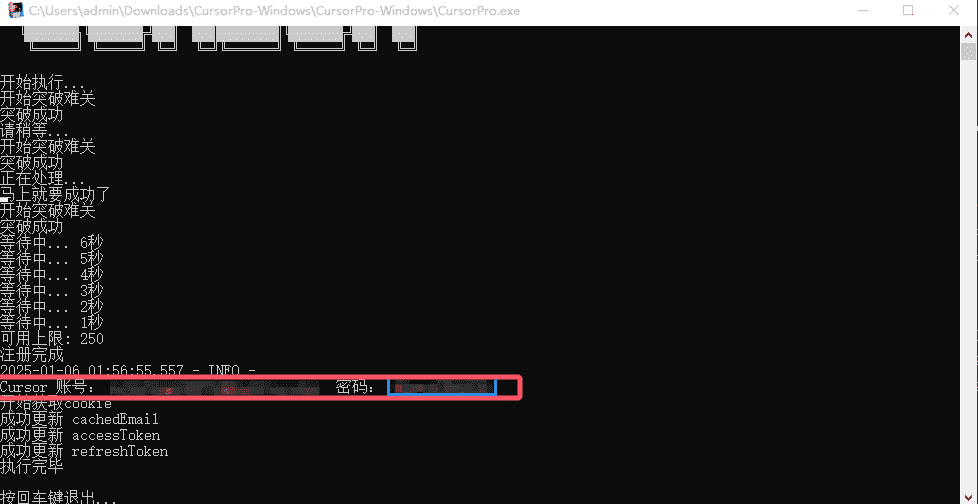 C:\Users\admin\Downloads\CursorPro-Windows\CursorPro-Windows\CursorPro.exe
开始执行...
开始突破难关
突破成功
请稍等...
开始突破难关
突破成功
正在处理...
马上就要成功了
开始突破难关
突破成功
等待中... 6秒
等待中... 5秒
等待中... 4秒
等待中... 3秒
等待中... 2秒
等待中... 1秒
可用上限: 250
注册完成
2025-01-06 01:56:55,557 - INFO -
Cursor 账号: 密码:
开始获取cookie
成功更新 cachedEmail
成功更新 accessToken
成功更新 refreshToken
执行完毕
按回车键退出...